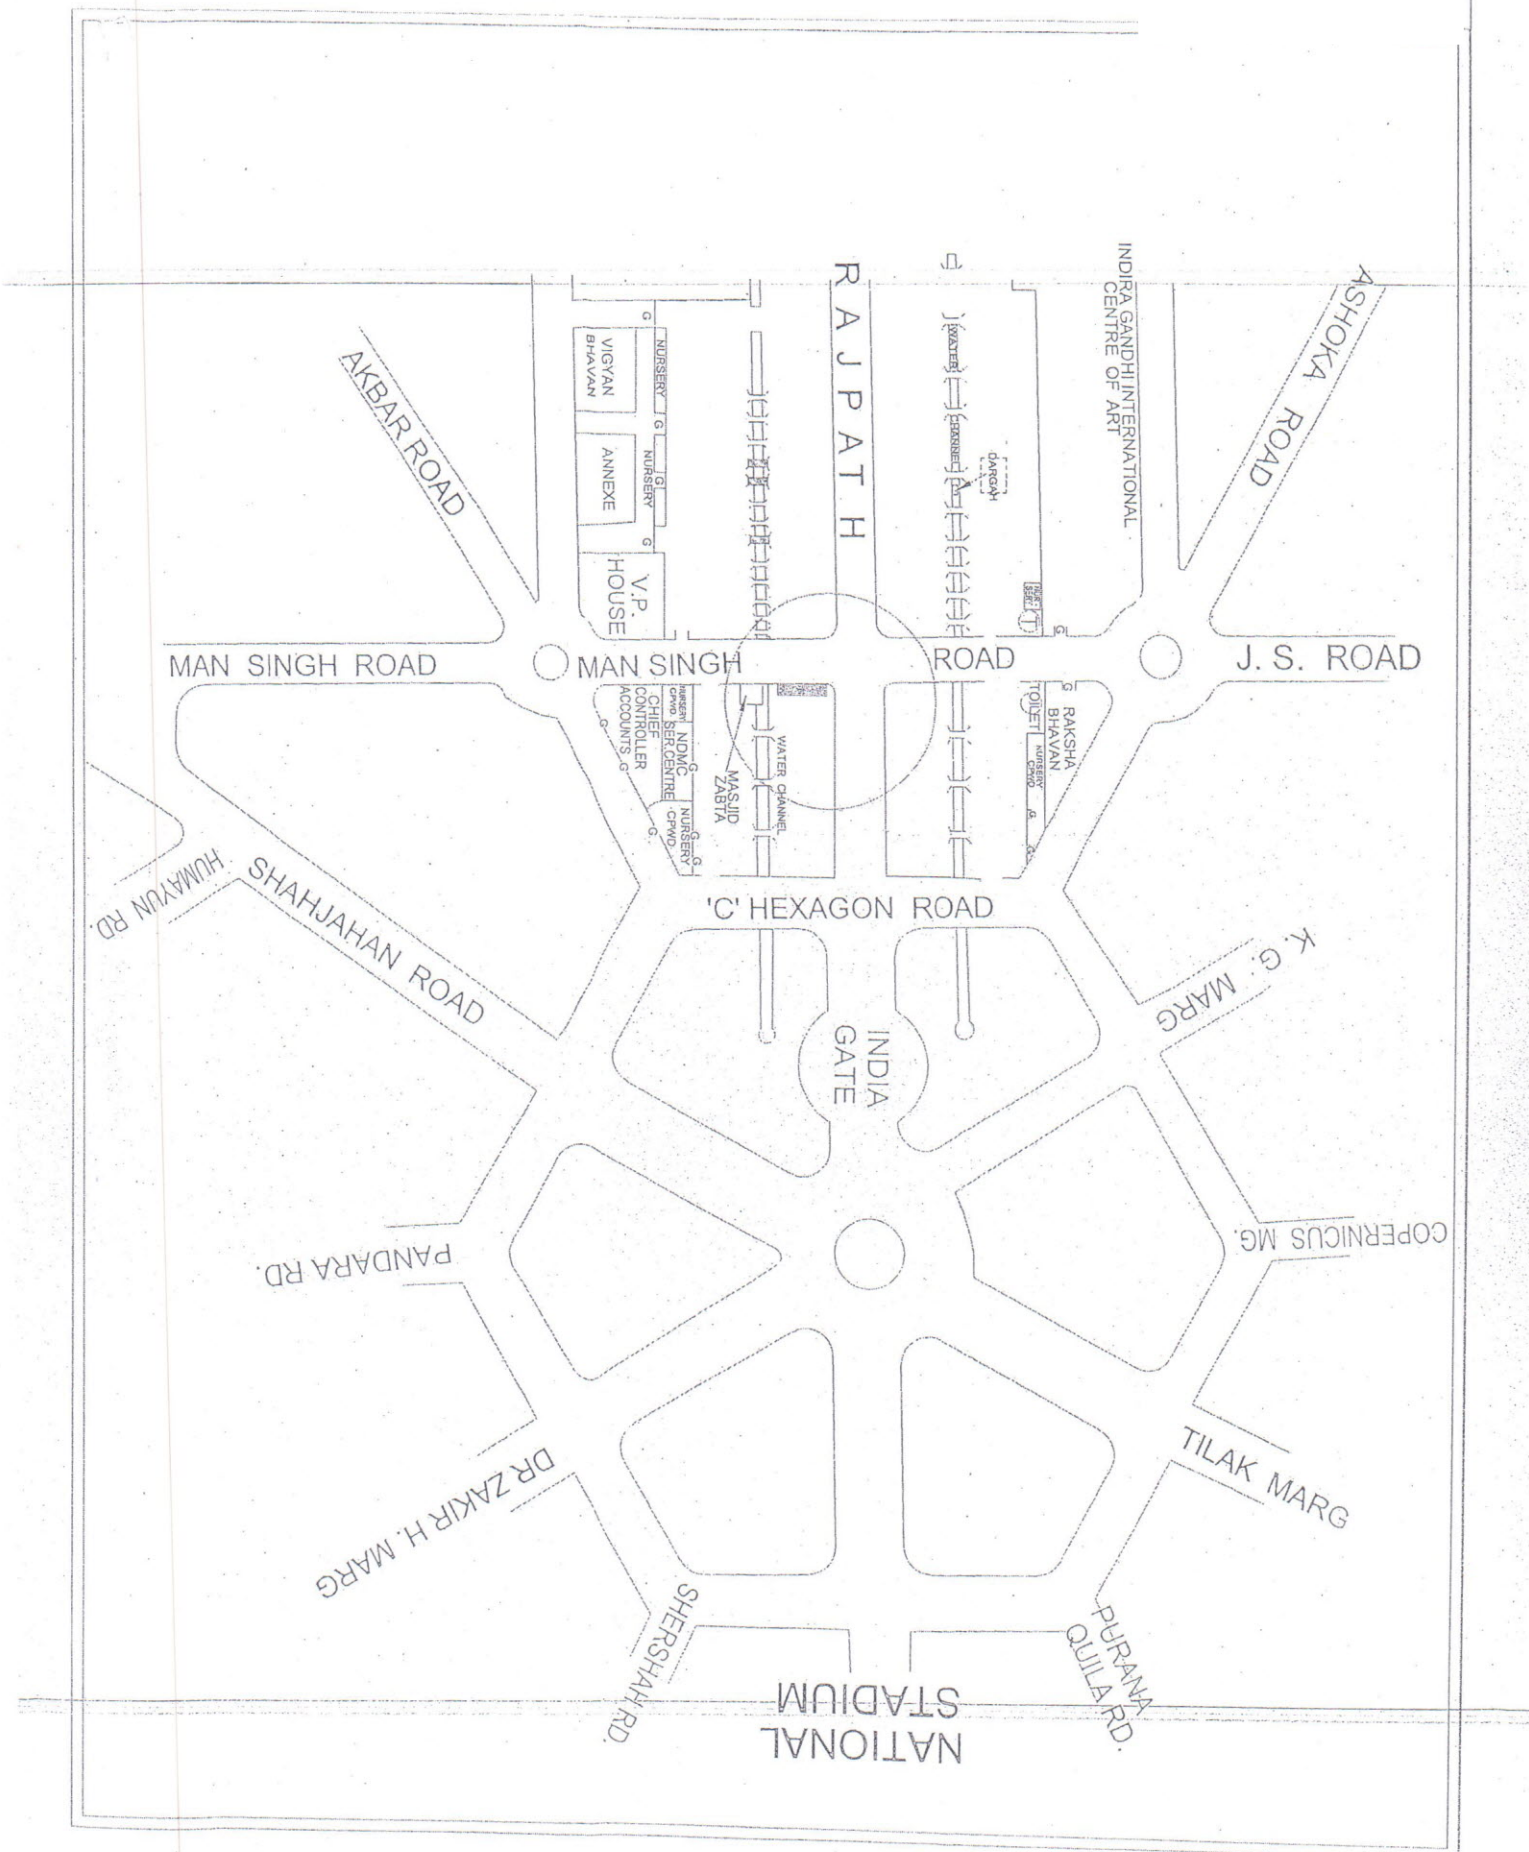 INDIRA GANDHI INTERNATIONAL
CENTRE OF ART
ASHOKA ROAD
RAJPATH
AKBAR ROAD
G
VIGYAN
BHAVAN
NURSERY
G
ANNEXE
NURSERY
G
G
V.P.
HOUSE
WATER
CHANNEL
DARGAH
G
MAN SINGH ROAD
MAN SINGH
ROAD
J. S. ROAD
CHIEF
CONTROLLER
ACCOUNTS
G
G
G
NURSERY
CPWD
NDMC
SER.CENTRE
G
NURSERY
CPWD
G
G
MASJID
ZABTA
WATER CHANNEL
TOILET
G
RAKSHA
BHAVAN
NURSERY
CPWD
G
G
HUMAYUN RD.
SHAHJAHAN ROAD
'C' HEXAGON ROAD
K. G. MARG
INDIA
GATE
PANDARA RD.
COPERNICUS MG.
DR ZAKIR H. MARG
TILAK MARG
SHERSHAH RD.
PURANA
QUILA RD.
NATIONAL
STADIUM